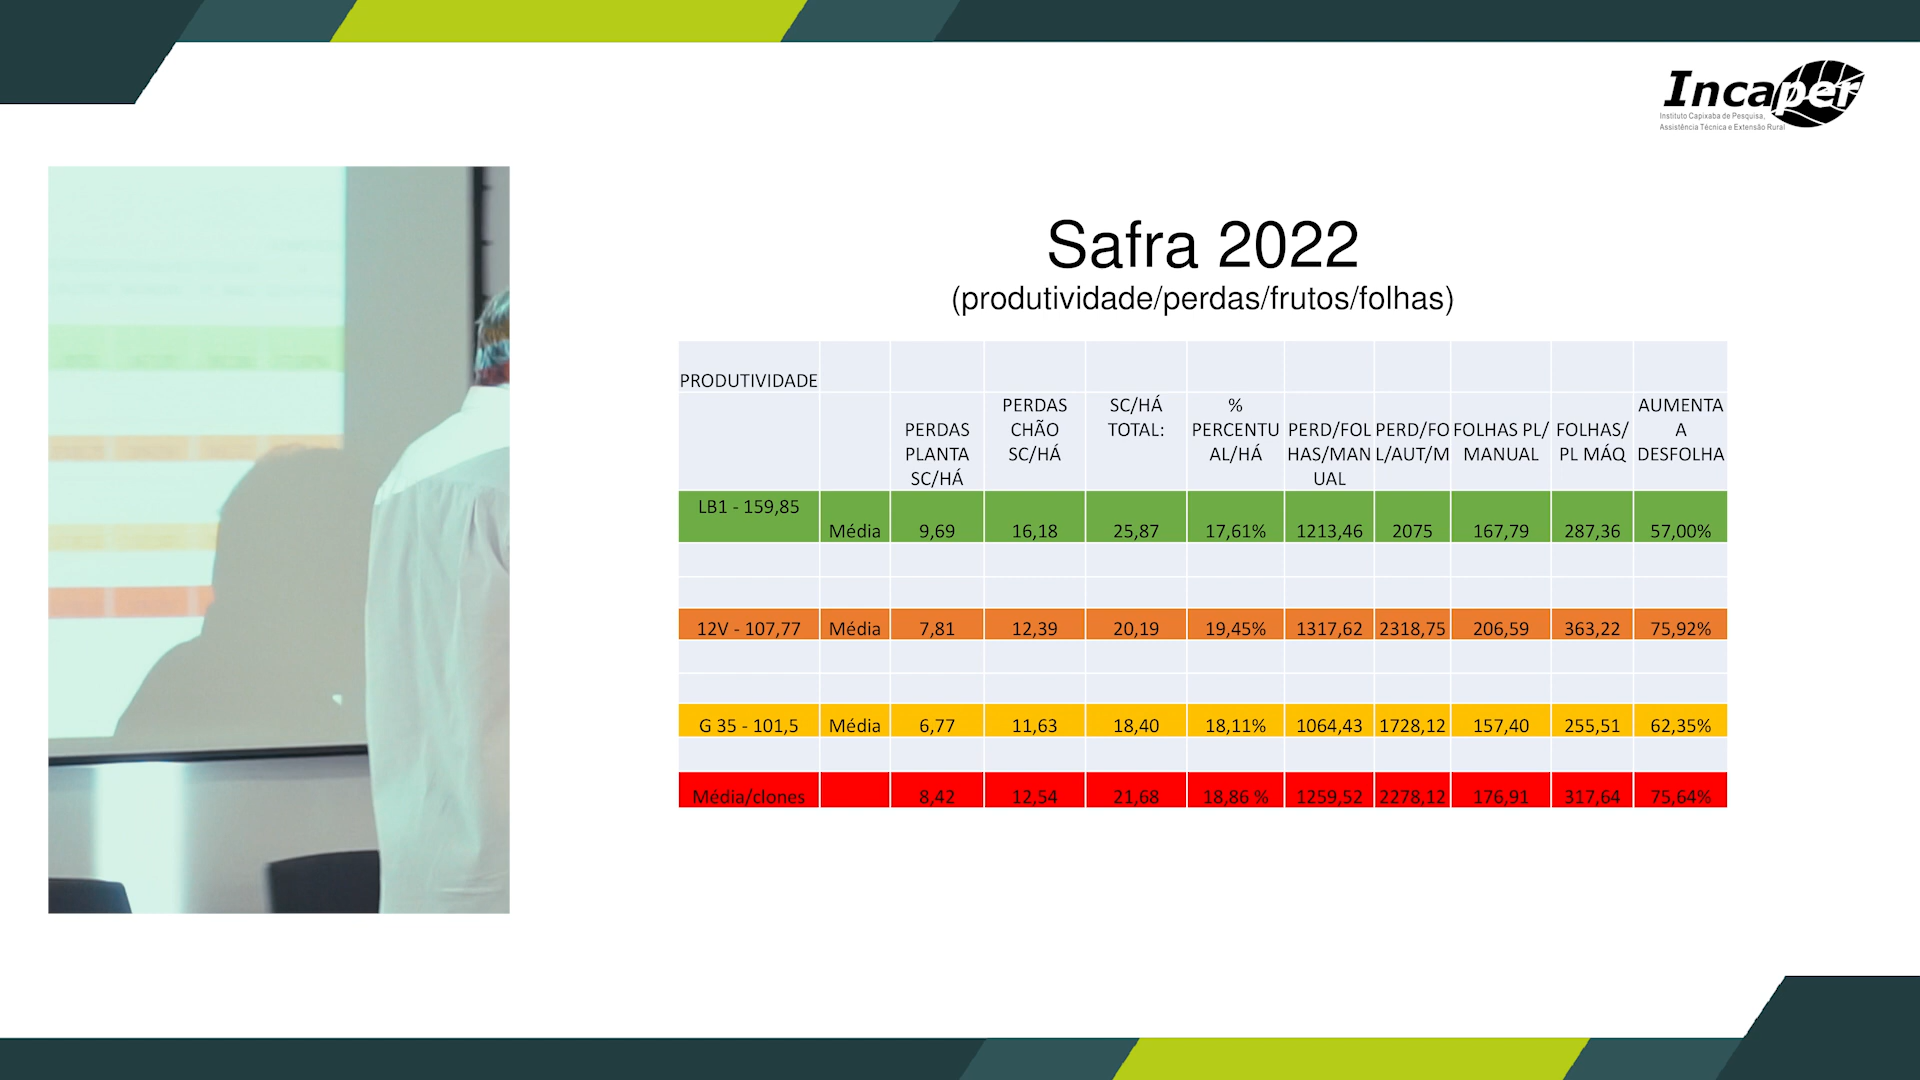 Incaper
Instituto Capixaba de Pesquisa,
Assistência Técnica e Extensão Rural
Safra 2022
(produtividade/perdas/frutos/folhas)
PRODUTIVIDADE
PERDAS PLANTA SC/HÁ PERDAS CHÃO SC/HÁ SC/HÁ TOTAL: % PERCENTUAL/HÁ PERD/FOLHAS/MANUAL PERD/FOL/AUT/M FOLHAS PL/MANUAL FOLHAS/PL MÁQ AUMENTA A DESFOLHA
LB1 - 159,85 Média 9,69 16,18 25,87 17,61% 1213,46 2075 167,79 287,36 57,00%
12V - 107,77 Média 7,81 12,39 20,19 19,45% 1317,62 2318,75 206,59 363,22 75,92%
G 35 - 101,5 Média 6,77 11,63 18,40 18,11% 1064,43 1728,12 157,40 255,51 62,35%
Média/clones 8,42 12,54 21,68 18,86 % 1259,52 2278,12 176,91 317,64 75,64%